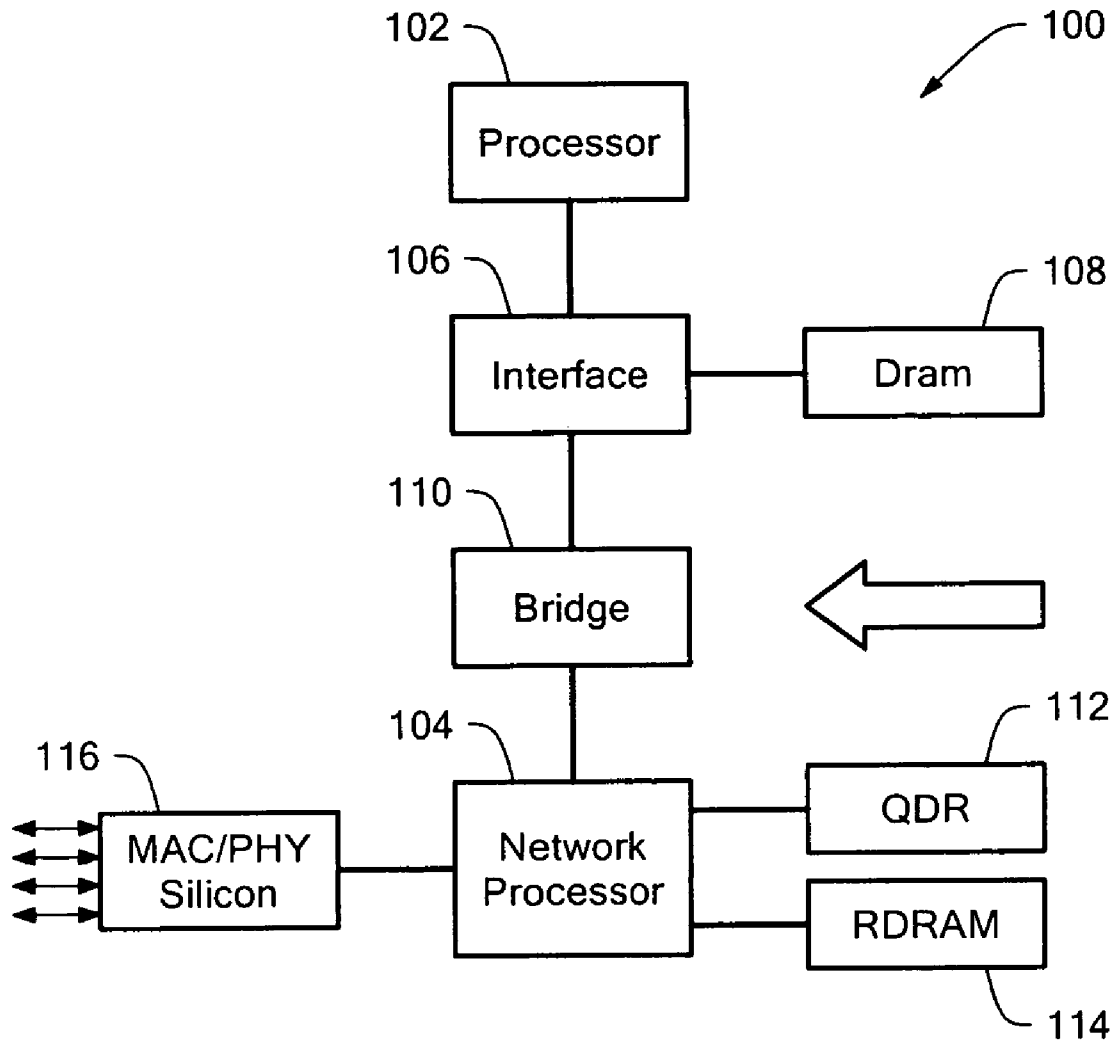 102
100
Processor
106
108
Interface
Dram
110
Bridge
104
112
116
QDR
MAC/PHY
Silicon
Network
Processor
RDRAM
114